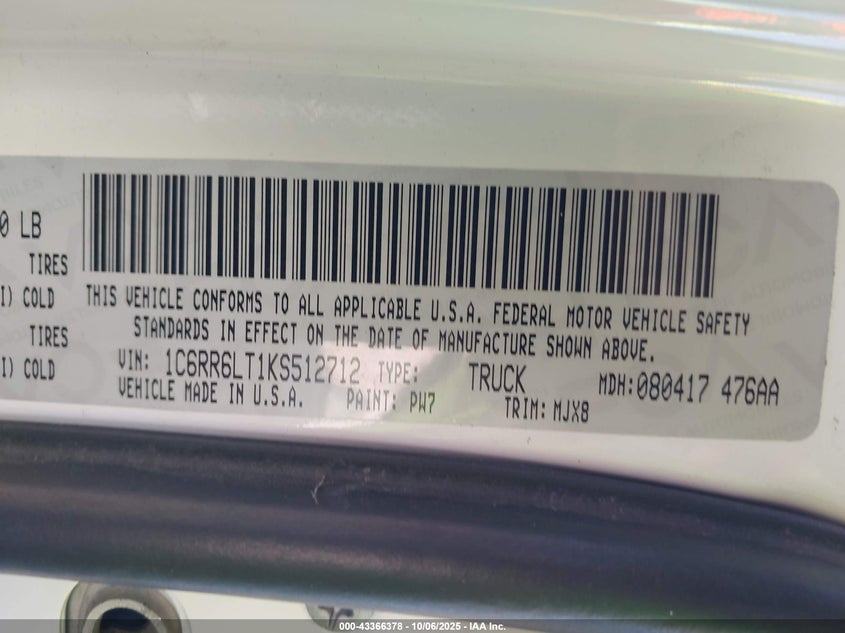 0 LB
TIRES
I) COLD
TIRES
I) COLD
THIS VEHICLE CONFORMS TO ALL APPLICABLE U.S.A. FEDERAL MOTOR VEHICLE SAFETY
STANDARDS IN EFFECT ON THE DATE OF MANUFACTURE SHOWN ABOVE.
VIN: 1C6RR6LT1KS512712 TYPE: TRUCK MDH:080417 476AA
VEHICLE MADE IN U.S.A. PAINT: PW7 TRIM: MJX8
000-43366378 - 10/06/2025 - IAA Inc.